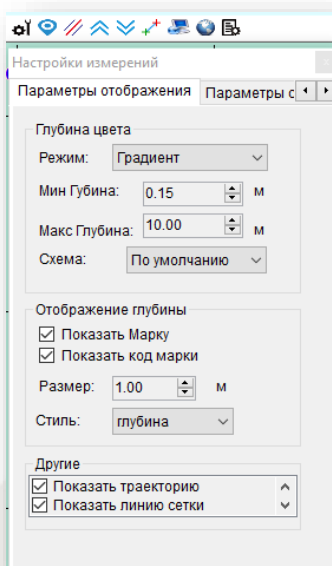 Настройки измерений
Параметры отображения Параметры с
Глубина цвета
Режим: Градиент
Мин Губина: 0.15 м
Макс Глубина: 10.00 м
Схема: По умолчанию
Отображение глубины
Показать Марку
Показать код марки
Размер: 1.00 м
Стиль: глубина
Другие
Показать траекторию
Показать линию сетки